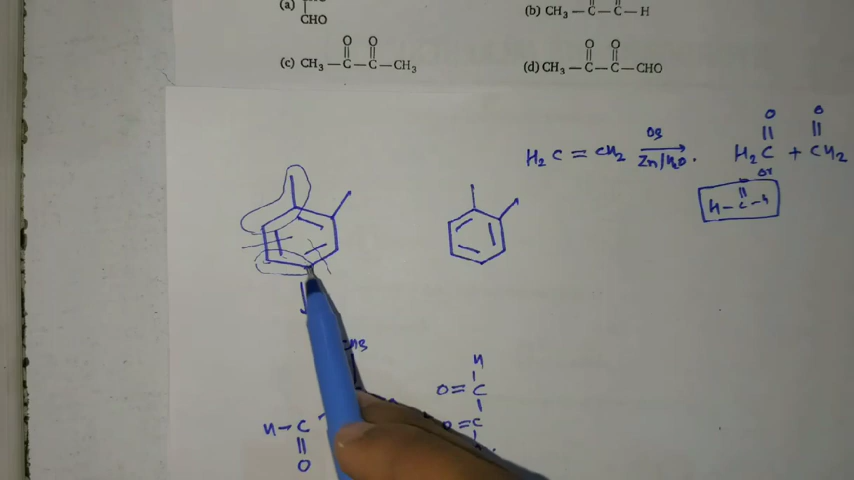 (a)
CHO
(b) CH₃ — C — C — H
O O
(c) CH₃ — C — C — CH₃
O O
(d) CH₃ — C — C — CHO
H₂C = CH₂ O₃ Zn/H₂O.
O O
H₂C + CH₂
or
H - C - H
H
O = C
C
H - C
O